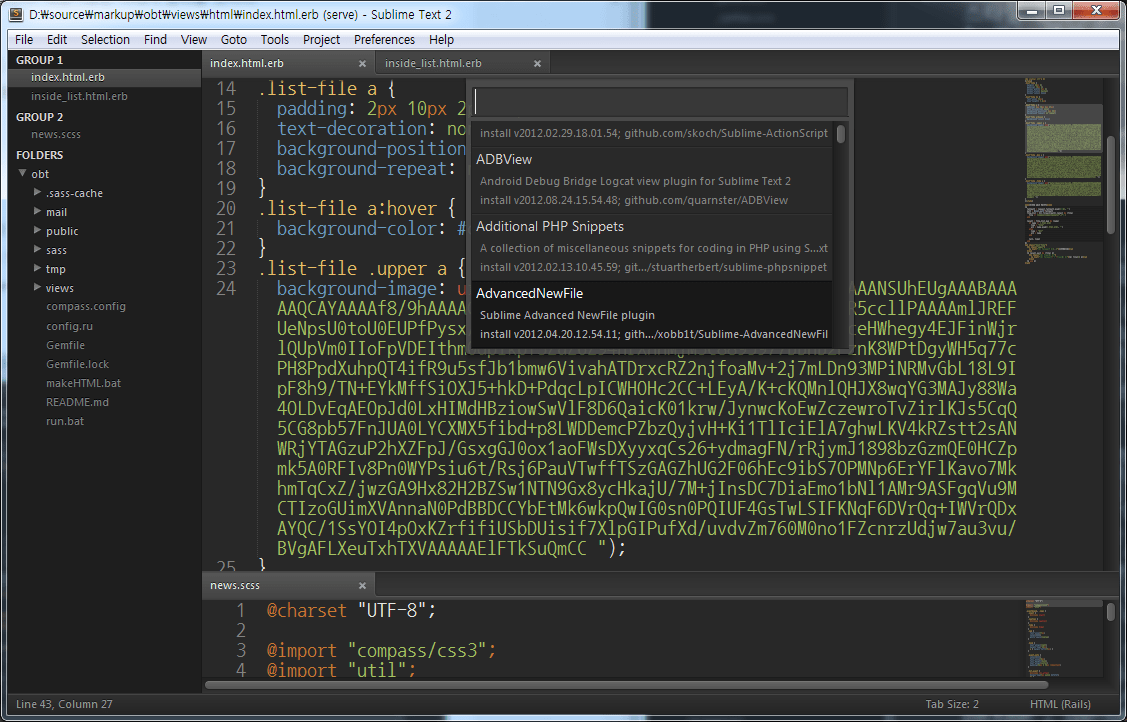 D:₩source₩markup₩obt₩views₩html₩index.html.erb (serve) - Sublime Text 2
File Edit Selection Find View Goto Tools Project Preferences Help
GROUP 1
index.html.erb
inside_list.html.erb
GROUP 2
news.scss
FOLDERS
obt
.sass-cache
mail
public
sass
tmp
views
compass.config
config.ru
Gemfile
Gemfile.lock
makeHTML.bat
README.md
run.bat
index.html.erb × inside_list.html.erb ×
14 .list-file a {
15 padding: 2px 10px 2
16 text-decoration: no
17 background-position
18 background-repeat:
19 }
20 .list-file a:hover {
21 background-color: #
22 }
23 .list-file .upper a {
24 background-image: u
install v2012.02.29.18.01.54; github.com/skoch/Sublime-ActionScript
ADBView
Android Debug Bridge Logcat view plugin for Sublime Text 2
install v2012.08.24.15.54.48; github.com/quarnster/ADBView
Additional PHP Snippets
A collection of miscellaneous snippets for coding in PHP using S...xt
install v2012.02.13.10.45.59; git.../stuartherbert/sublime-phpsnippet
AdvancedNewFile
Sublime Advanced NewFile plugin
install v2012.04.20.12.54.11; gith.../xobb1t/Sublime-AdvancedNewFil
AANSUhEUgAAABAAA
AAQCAYAAAAf8/9hAAAA
R5ccllPAAAAmlJREF
UeNpsU0toU0EUPfPysx
teHWhegy4EJFinWjr
lQUpVm0IIoFpVDEIthm
znK8WPtDgyWH5q77c
PH8PpdXuhpQT4ifR9u5sfJb1bmw6VivahATDrxcRZ2njfoaMv+2j7mLDn93MPiNRMvGbL18L9I
pF8h9/TN+EYkMffSiOXJ5+hkD+PdqcLpICWHOHc2CC+LEyA/K+cKQMnlQHJX8wqYG3MAJy88Wa
4OLDvEqAEOpJd0LxHIMdHBziowSwVlF8D6QaicK01krw/JynwcKoEwZczewroTvZirlKJs5CqQ
5CG8pb57FnJUA0LYCXMX5fibd+p8LWDDemcPZbzQyjvH+Ki1TlIciElA7ghwLKV4kRZstt2sAN
WRjYTAGzuP2hXZFpJ/GsxgGJ0ox1aoFWsDXyyxqCs26+ydmagFN/rRjymJ1898bzGzmQE0HCZp
mk5A0RFIv8Pn0WYPsiu6t/Rsj6PauVTwffTSzGAGZhUG2F06hEc9ibS7OPMNp6ErYFlKavo7Mk
hmTqCxZ/jwzGA9Hx82H2BZSw1NTN9Gx8ycHkajU/7M+jInsDC7DiaEmo1bNl1AMr9ASFgqVu9M
CTIzoGUimXVAnnaN0PdBBDCCYbEtMk6wkpQwIG0sn0PQIUF4GsTwLSIFKNqF6DVrQq+IWVrQDx
AYQC/1SsYOI4pOxKZrfifiUSbDUisif7XlpGIPufXd/uvdvZm760M0no1FZcnrzUdjw7au3vu/
BVgAFLXeuTxhTXVAAAAAElFTkSuQmCC ");
25 }
news.scss ×
1 @charset "UTF-8";
2
3 @import "compass/css3";
4 @import "util";
Line 43, Column 27 Tab Size: 2 HTML (Rails)